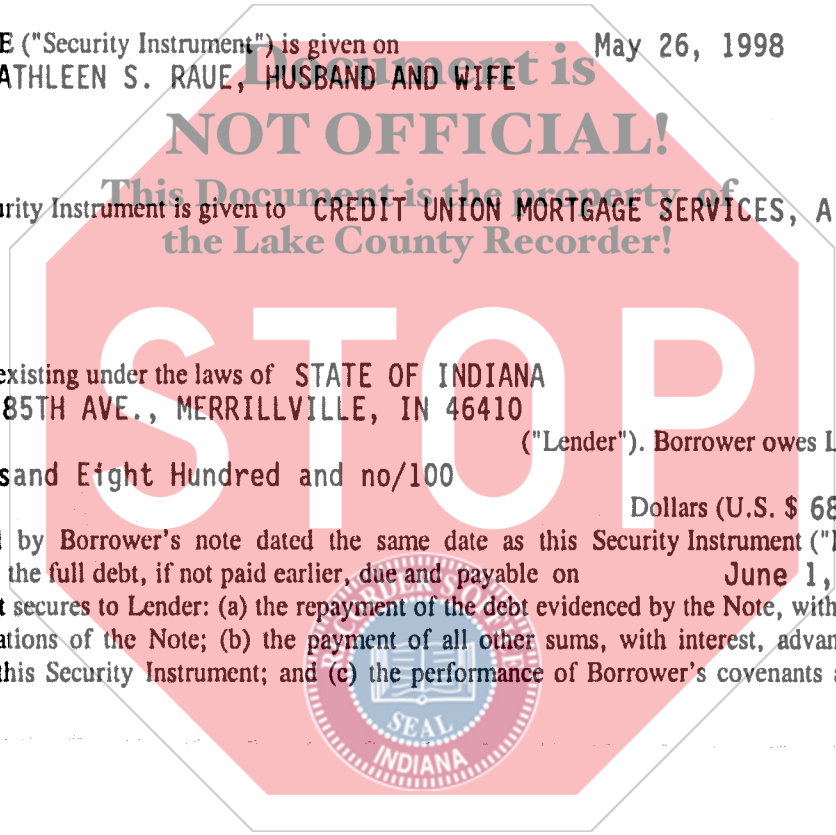 E ("Security Instrument") is given on May 26, 1998
Document is
ATHLEEN S. RAUE, HUSBAND AND WIFE
NOT OFFICIAL!
This Document is the property of
urity Instrument is given to CREDIT UNION MORTGAGE SERVICES, A
the Lake County Recorder!
STOP
existing under the laws of STATE OF INDIANA
85TH AVE., MERRILLVILLE, IN 46410
("Lender"). Borrower owes L
sand Eight Hundred and no/100
Dollars (U.S. $ 68
by Borrower's note dated the same date as this Security Instrument ("
the full debt, if not paid earlier, due and payable on June 1,
t secures to Lender: (a) the repayment of the debt evidenced by the Note, with
ations of the Note; (b) the payment of all other sums, with interest, advan
this Security Instrument; and (c) the performance of Borrower's covenants a
SEAL
INDIANA